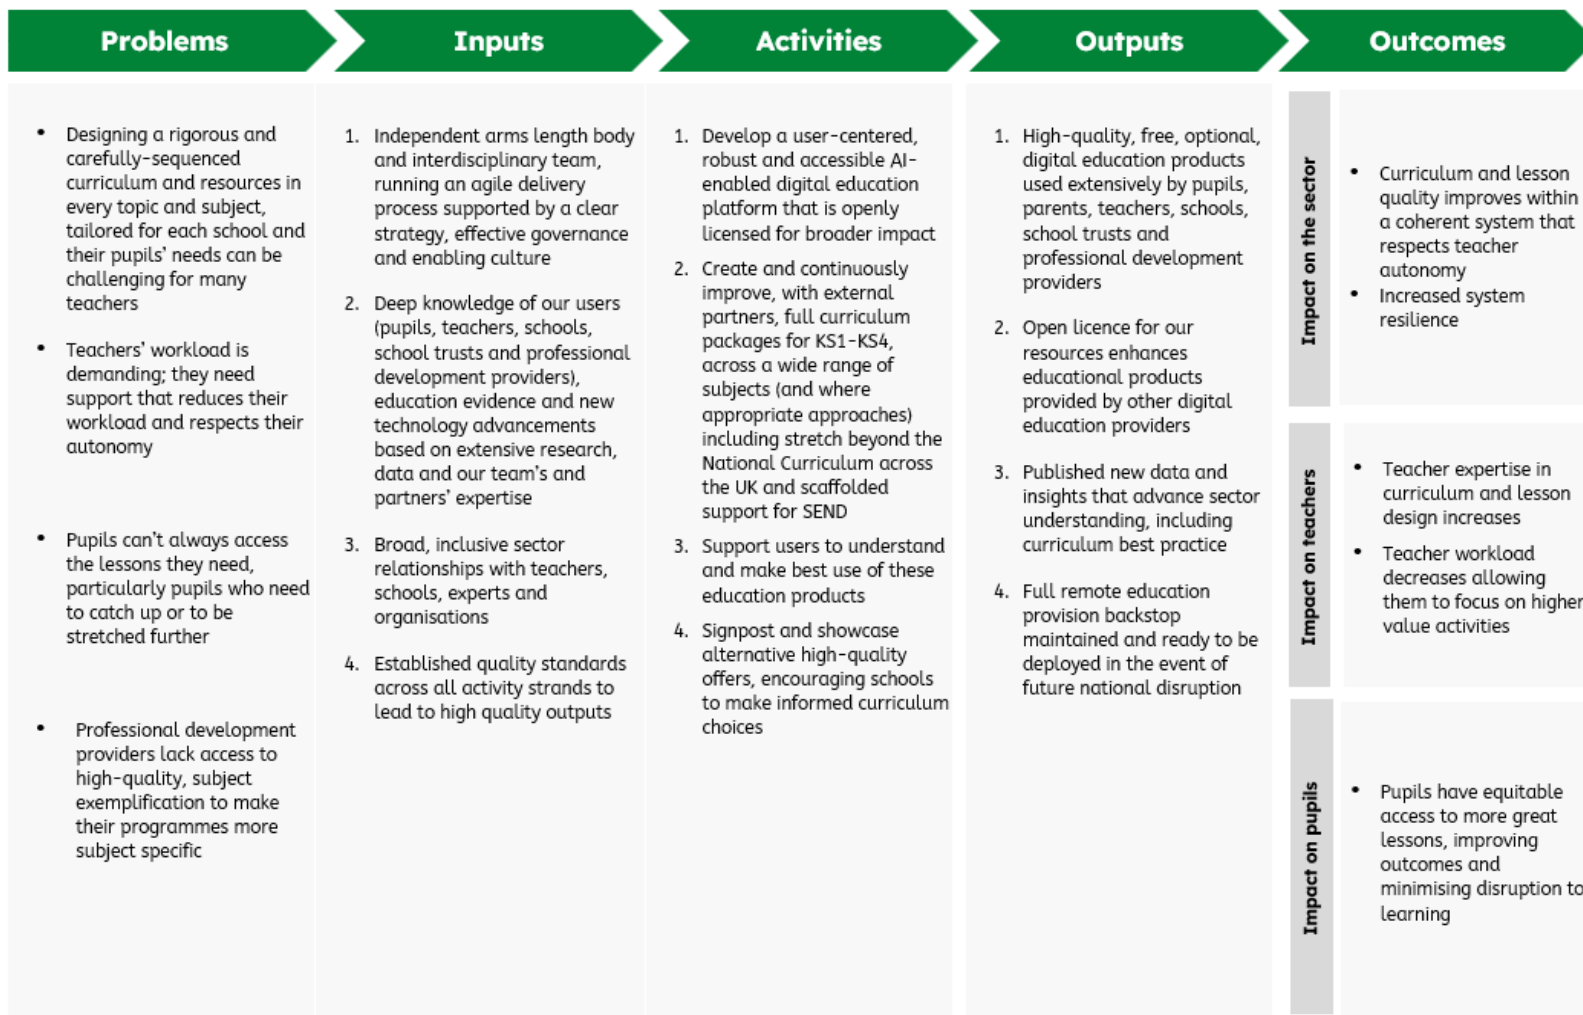 Problems
Inputs
Activities
Outputs
Outcomes
• Designing a rigorous and
carefully-sequenced
curriculum and resources in
every topic and subject,
tailored for each school and
their pupils' needs can be
challenging for many
teachers
• Teachers' workload is
demanding; they need
support that reduces their
workload and respects their
autonomy
• Pupils can't always access
the lessons they need,
particularly pupils who need
to catch up or to be
stretched further
• Professional development
providers lack access to
high-quality, subject
exemplification to make
their programmes more
subject specific
1. Independent arms length body
and interdisciplinary team,
running an agile delivery
process supported by a clear
strategy, effective governance
and enabling culture
2. Deep knowledge of our users
(pupils, teachers, schools,
school trusts and professional
development providers),
education evidence and new
technology advancements
based on extensive research,
data and our team's and
partners' expertise
3. Broad, inclusive sector
relationships with teachers,
schools, experts and
organisations
4. Established quality standards
across all activity strands to
lead to high quality outputs
1. Develop a user-centered,
robust and accessible AI-
enabled digital education
platform that is openly
licensed for broader impact
2. Create and continuously
improve, with external
partners, full curriculum
packages for KS1-KS4,
across a wide range of
subjects (and where
appropriate approaches)
including stretch beyond the
National Curriculum across
the UK and scaffolded
support for SEND
3. Support users to understand
and make best use of these
education products
4. Signpost and showcase
alternative high-quality
offers, encouraging schools
to make informed curriculum
choices
1. High-quality, free, optional,
digital education products
used extensively by pupils,
parents, teachers, schools,
school trusts and
professional development
providers
2. Open licence for our
resources enhances
educational products
provided by other digital
education providers
3. Published new data and
insights that advance sector
understanding, including
curriculum best practice
4. Full remote education
provision backstop
maintained and ready to be
deployed in the event of
future national disruption
Impact on the sector
• Curriculum and lesson
quality improves within
a coherent system that
respects teacher
autonomy
• Increased system
resilience
Impact on teachers
• Teacher expertise in
curriculum and lesson
design increases
• Teacher workload
decreases allowing
them to focus on higher
value activities
Impact on pupils
• Pupils have equitable
access to more great
lessons, improving
outcomes and
minimising disruption to
learning